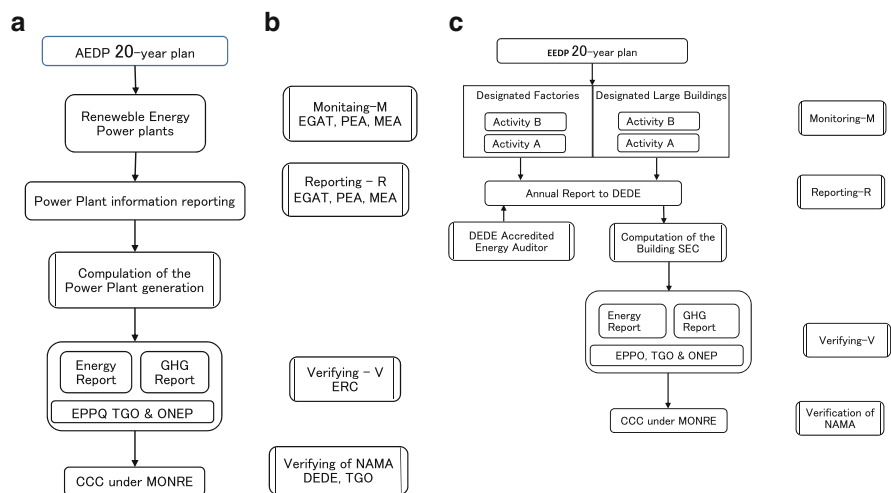 a
AEDP 20-year plan
Reneweble Energy
Power plants
Power Plant information reporting
Compulation of the
Power Plant generation
Energy
Report
GHG
Report
EPPQ TGO & ONEP
CCC under MONRE
b
Monitaing-M
EGAT, PEA, MEA
Reporting - R
EGAT, PEA, MEA
Verifying - V
ERC
Verifying of NAMA
DEDE, TGO
c
EEDP 20-year plan
Designated Factories
Activity B
Activity A
Designated Large Buildings
Activity B
Activity A
Annual Report to DEDE
DEDE Accredited
Energy Auditor
Computation of the
Building SEC
Energy
Report
GHG
Report
EPPO, TGO & ONEP
CCC under MONRE
Monitoring-M
Reporting-R
Verifying-V
Verification of
NAMA